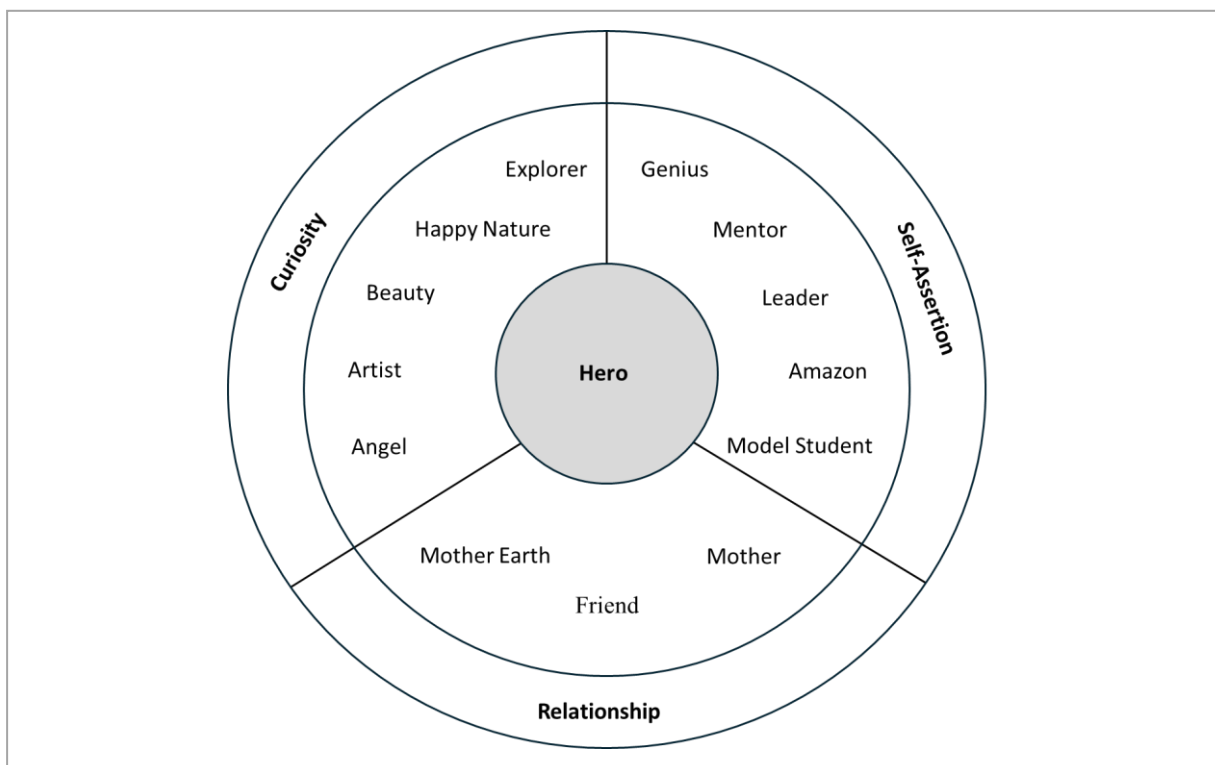 Explorer
Genius
Happy Nature
Mentor
Curiosity
Self-Assertion
Beauty
Leader
Artist
Hero
Amazon
Angel
Model Student
Mother Earth
Mother
Friend
Relationship